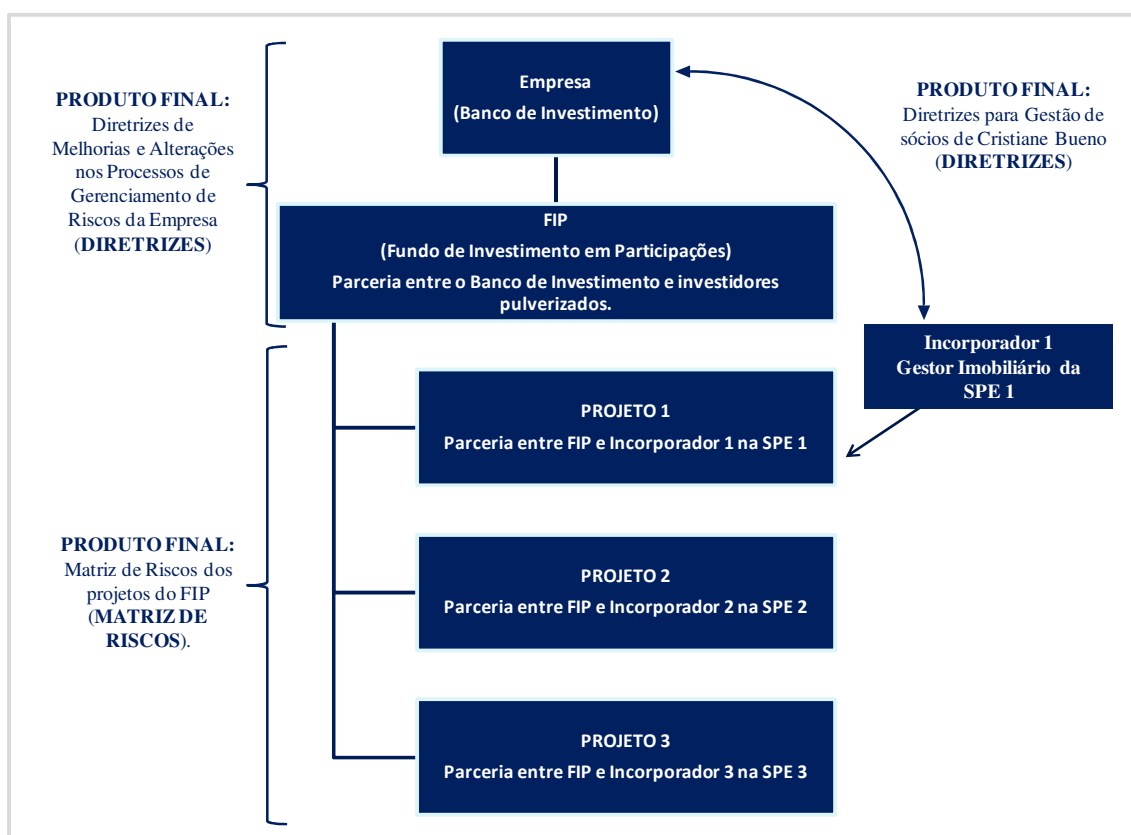 PRODUTO FINAL:
Diretrizes de
Melhorias e Alterações
nos Processos de
Gerenciamento de
Riscos da Empresa
(DIRETRIZES)
Empresa
(Banco de Investimento)
PRODUTO FINAL:
Diretrizes para Gestão de
sócios de Cristiane Bueno
(DIRETRIZES)
FIP
(Fundo de Investimento em Participações)
Parceria entre o Banco de Investimento e investidores
pulverizados.
Incorporador 1
Gestor Imobiliário da
SPE 1
PRODUTO FINAL:
Matriz de Riscos dos
projetos do FIP
(MATRIZ DE
RISCOS).
PROJETO 1
Parceria entre FIP e Incorporador 1 na SPE 1
PROJETO 2
Parceria entre FIP e Incorporador 2 na SPE 2
PROJETO 3
Parceria entre FIP e Incorporador 3 na SPE 3